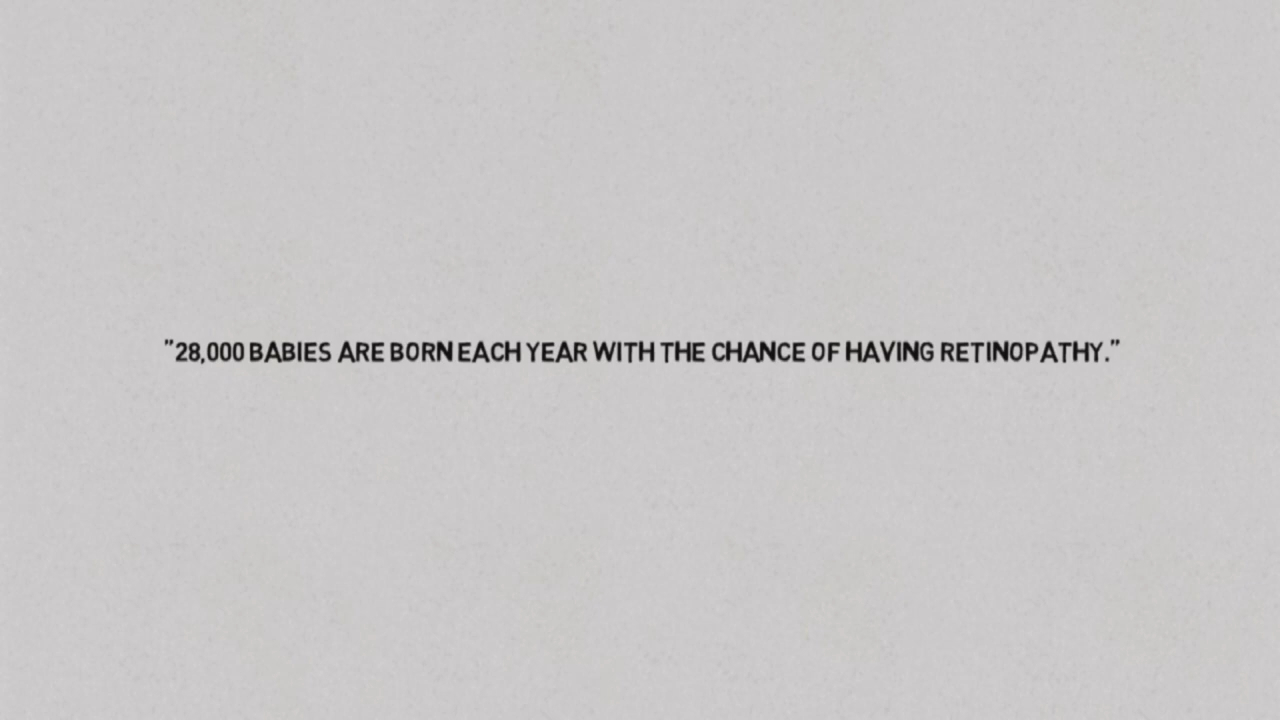 "28,000 BABIES ARE BORN EACH YEAR WITH THE CHANCE OF HAVING RETINOPATHY."